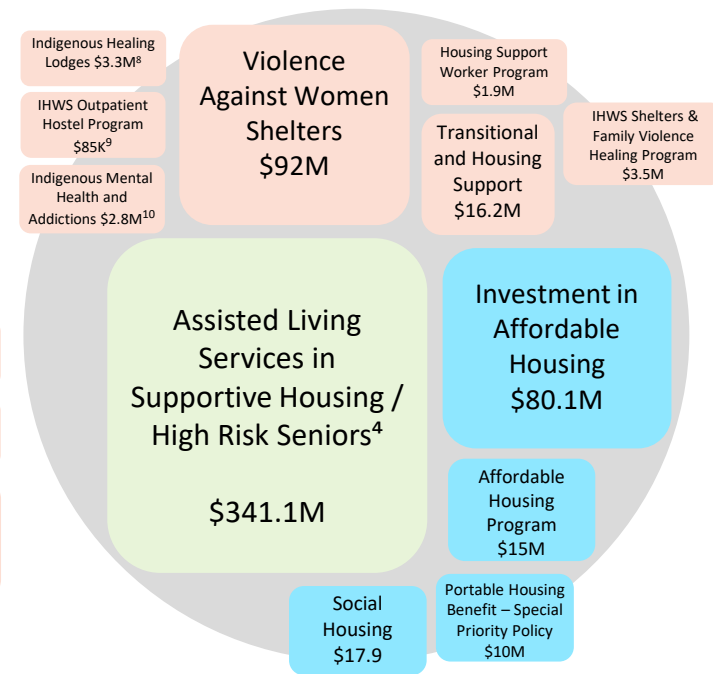 Indigenous Healing
Lodges $3.3M⁸
IHWS Outpatient
Hostel Program
$85K⁹
Indigenous Mental
Health and
Addictions $2.8M¹⁰
Violence
Against Women
Shelters
$92M
Housing Support
Worker Program
$1.9M
Transitional
and Housing
Support
$16.2M
IHWS Shelters &
Family Violence
Healing Program
$3.5M
Assisted Living
Services in
Supportive Housing /
High Risk Seniors⁴
$341.1M
Investment in
Affordable
Housing
$80.1M
Affordable
Housing
Program
$15M
Social
Housing
$17.9
Portable Housing
Benefit – Special
Priority Policy
$10M